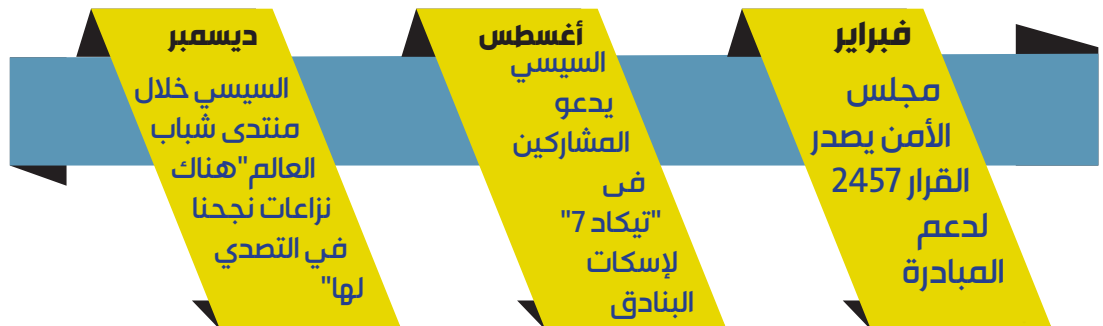 فبراير
مجلس
الأمن يصدر
القرار 2457
لدعم
المبادرة
أغسطس
السيسي
يدعو
المشاركين
فى
"تيكاد 7"
لإسكات
البنادق
ديسمبر
السيسي خلال
منتدى شباب
العالم"هناك
نزاعات نجحنا
في التصدي
لها"